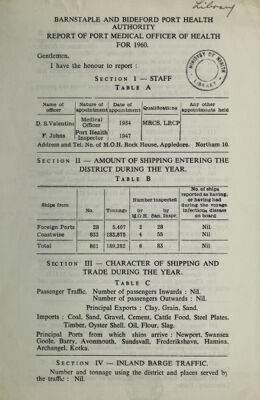 Library
BARNSTAPLE AND BIDEFORD PORT HEALTH
AUTHORITY
REPORT OF PORT MEDICAL OFFICER OF HEALTH
FOR 1960.
Gentlemen,
I have the honour to report :
MINISTRY OF HEALTH LIBRARY
SECTION I — STAFF
TABLE A
Name of officer Nature of appointment Date of appointment Qualifications Any other appointments held
D. S. Valentine Medical Officer 1934 MRCS, LRCP
F. Johns Port Health Inspector 1947
Address and Tel. No. of M.O.H. Rock House, Appledore. Northam 10.
SECTION II — AMOUNT OF SHIPPING ENTERING THE
DISTRICT DURING THE YEAR.
TABLE B
Ships from No. Tonnage Number inspected by M.O.H. by San. Inspr. No. of ships reported as having, or having had during the voyage infectious disease on board
Foreign Ports 28 5,407 2 28 Nil
Coastwise 833 183,875 4 55 Nil
Total 861 189,282 6 83 Nil
SECTION III — CHARACTER OF SHIPPING AND
TRADE DURING THE YEAR.
TABLE C
Passenger Traffic. Number of passengers Inwards : Nil.
Number of passengers Outwards : Nil.
Principal Exports : Clay, Grain, Sand.
Imports : Coal, Sand, Gravel, Cement, Cattle Food, Steel Plates,
Timber, Oyster Shell, Oil, Flour, Slag.
Principal Ports from which ships arrive : Newport, Swansea
Goole, Barry, Avonmouth, Sundsvall, Frederikshavn, Hamina,
Archangel, Kotka.
SECTION IV — INLAND BARGE TRAFFIC.
Number and tonnage using the district and places served by
the traffic : Nil.